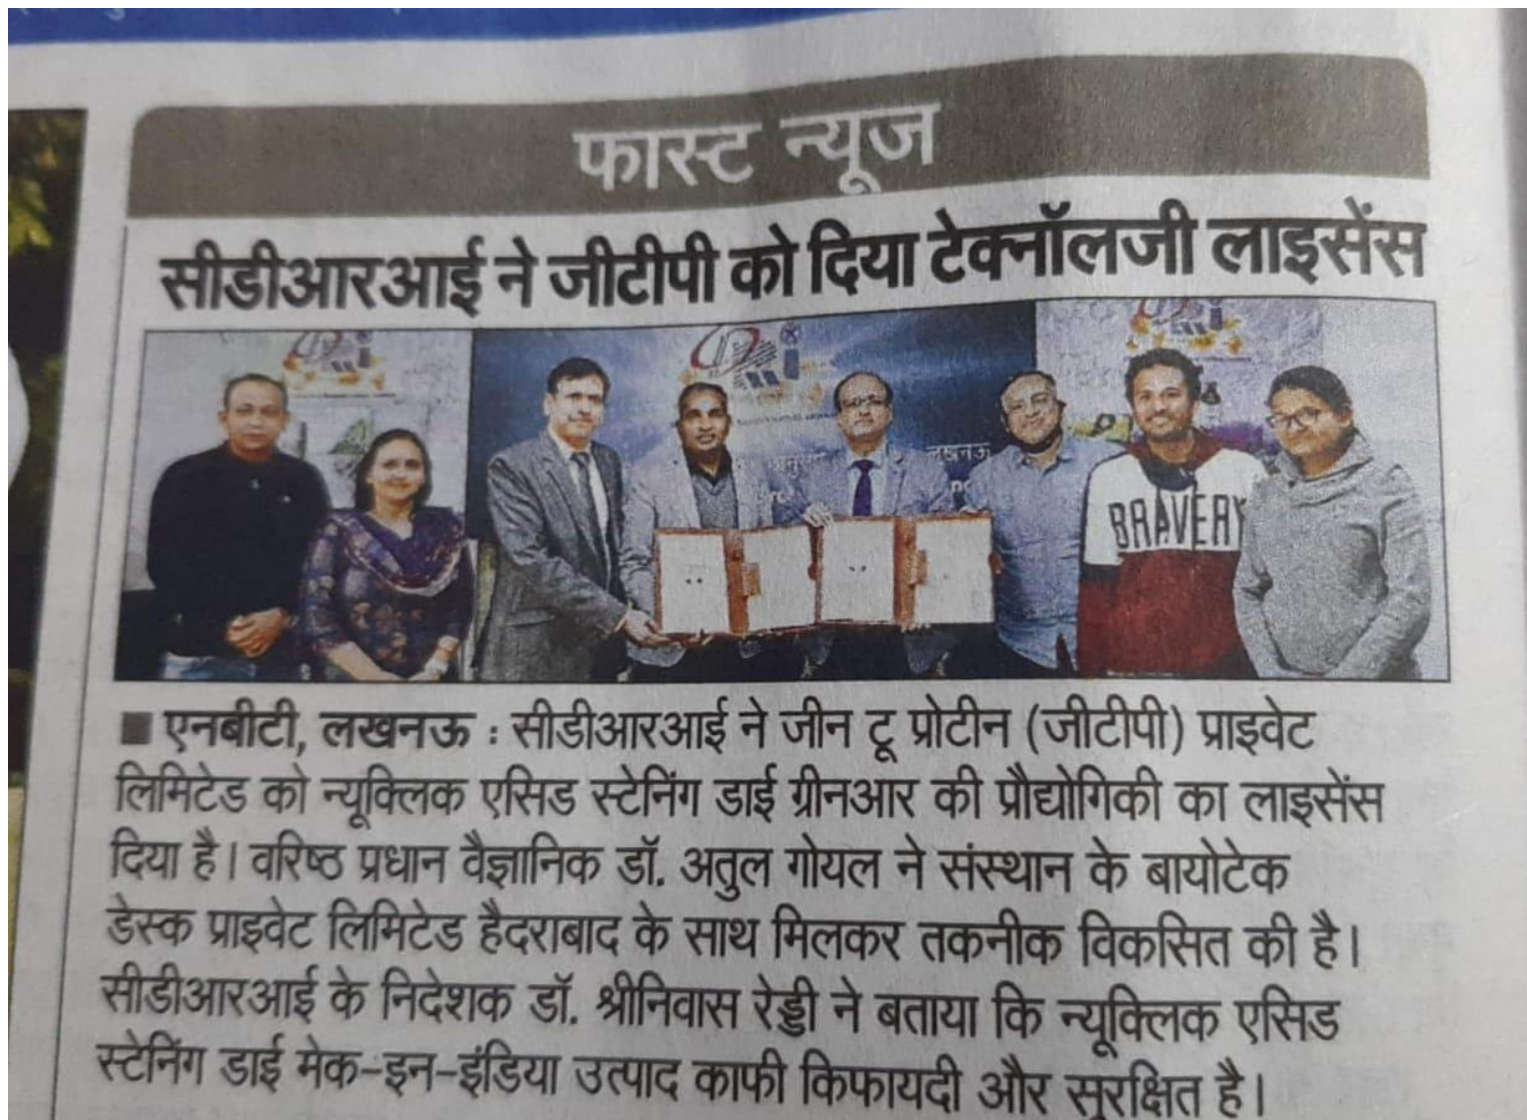 फास्ट न्यूज
सीडीआरआई ने जीटीपी को दिया टेक्नॉलजी लाइसेंस
लखनऊ
BRAVERY
■ एनबीटी, लखनऊ : सीडीआरआई ने जीन टू प्रोटीन (जीटीपी) प्राइवेट
लिमिटेड को न्यूक्लिक एसिड स्टेनिंग डाई ग्रीनआर की प्रौद्योगिकी का लाइसेंस
दिया है। वरिष्ठ प्रधान वैज्ञानिक डॉ. अतुल गोयल ने संस्थान के बायोटेक
डेस्क प्राइवेट लिमिटेड हैदराबाद के साथ मिलकर तकनीक विकसित की है।
सीडीआरआई के निदेशक डॉ. श्रीनिवास रेड्डी ने बताया कि न्यूक्लिक एसिड
स्टेनिंग डाई मेक-इन-इंडिया उत्पाद काफी किफायदी और सुरक्षित है।